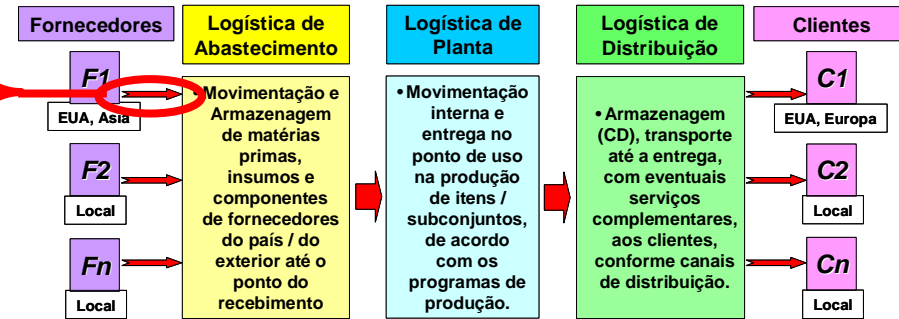 Fornecedores
F1
EUA, Asia
F2
Local
Fn
Local
Logística de
Abastecimento
•Movimentação e
Armazenagem
de matérias
primas,
insumos e
componentes
de fornecedores
do país / do
exterior até o
ponto do
recebimento
Logística de
Planta
•Movimentação
interna e
entrega no
ponto de uso
na produção
de itens /
subconjuntos,
de acordo
com os
programas de
produção.
Logística de
Distribuição
•Armazenagem
(CD), transporte
até a entrega,
com eventuais
serviços
complementares,
aos clientes,
conforme canais
de distribuição.
Clientes
C1
EUA, Europa
C2
Local
Cn
Local